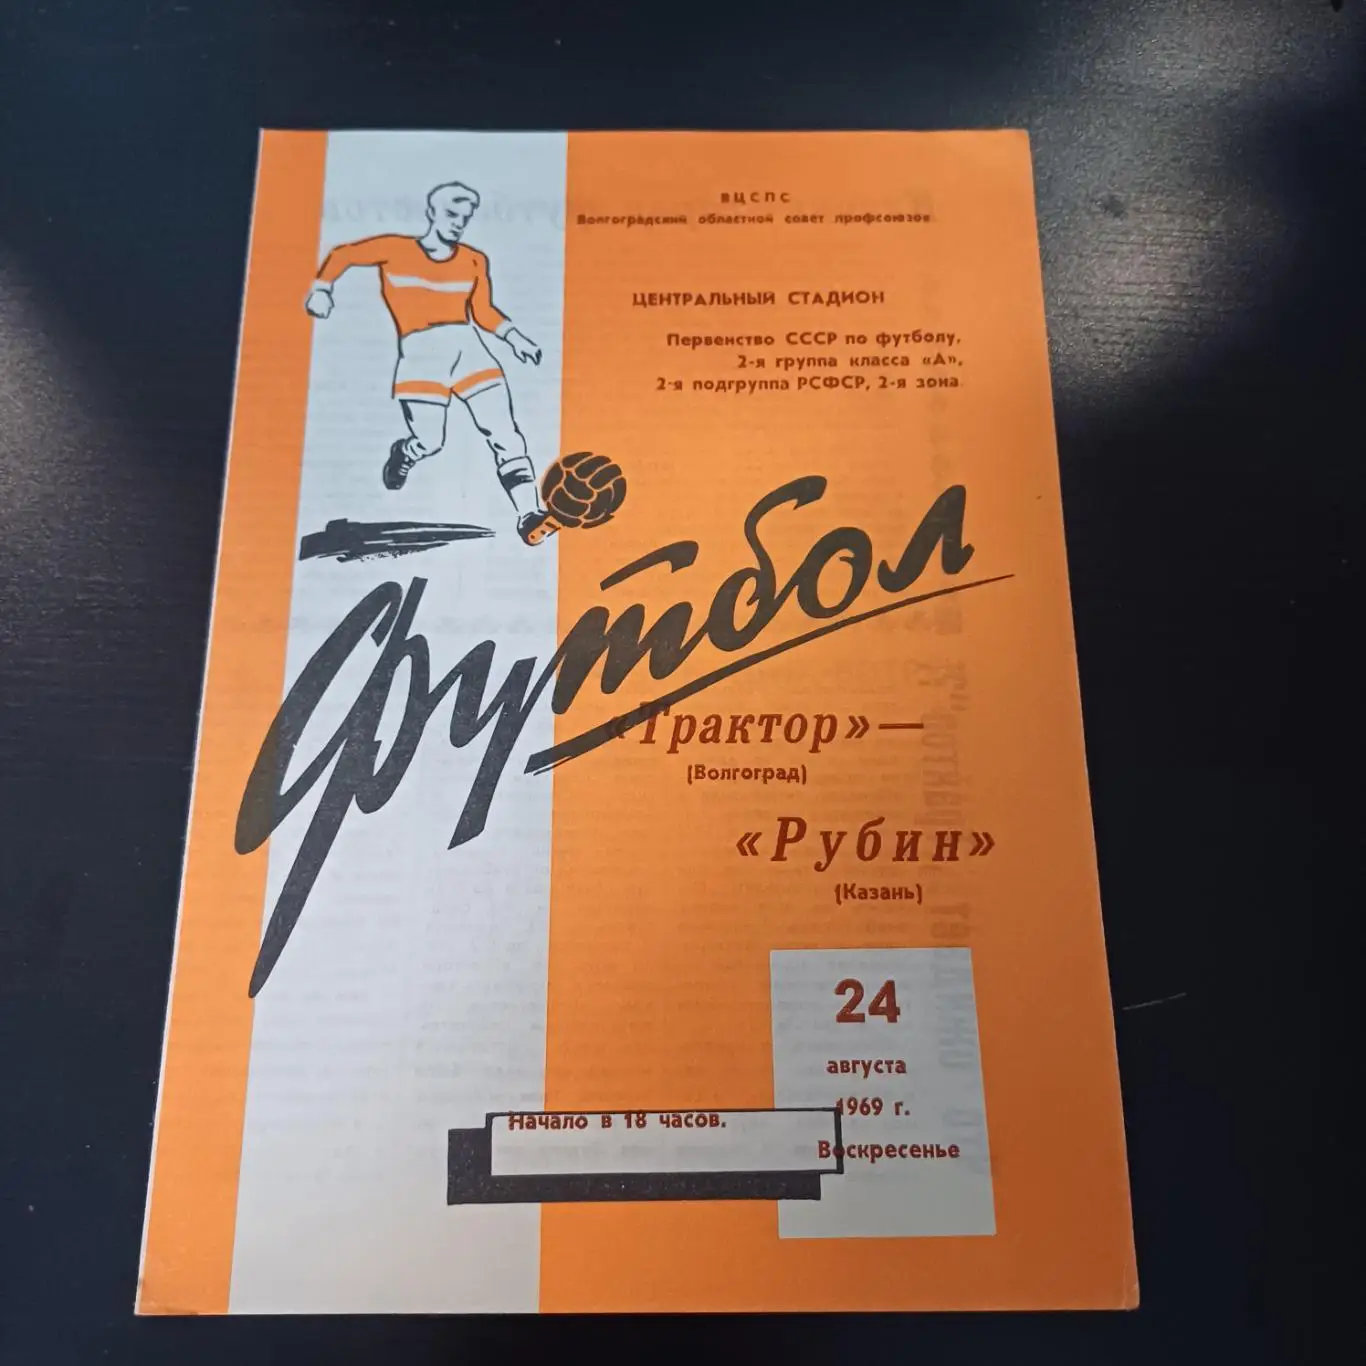 ВЦСПС
Волгоградский областной совет профсоюзов
ЦЕНТРАЛЬНЫЙ СТАДИОН
Первенство СССР по футболу,
2-я группа класса «А»,
2-я подгруппа РСФСР, 2-я зона.
Футбол
«Трактор» —
(Волгоград)
«Рубин»
(Казань)
24
августа
1969 г.
Воскресенье
Начало в 18 часов.